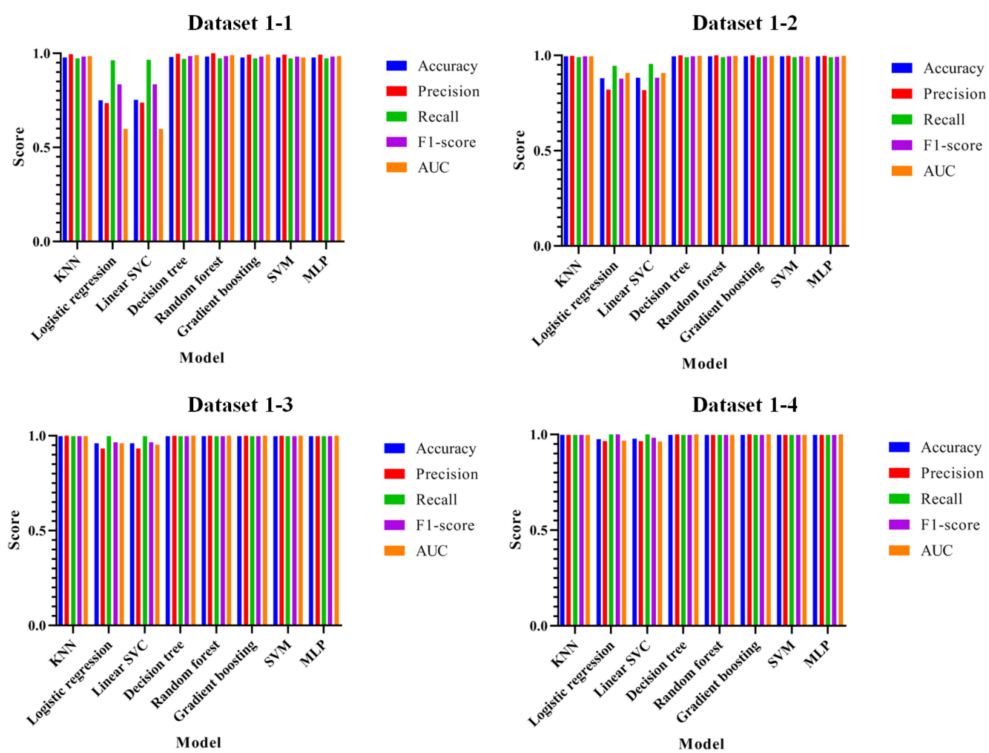 Dataset 1-1
Score
1.0
0.5
0.0
KNN
Logistic regression
Linear SVC
Decision tree
Random forest
Gradient boosting
SVM
MLP
Model
Accuracy
Precision
Recall
F1-score
AUC
Dataset 1-2
Score
1.0
0.5
0.0
KNN
Logistic regression
Linear SVC
Decision tree
Random forest
Gradient boosting
SVM
MLP
Model
Accuracy
Precision
Recall
F1-score
AUC
Dataset 1-3
Score
1.0
0.5
0.0
KNN
Logistic regression
Linear SVC
Decision tree
Random forest
Gradient boosting
SVM
MLP
Model
Accuracy
Precision
Recall
F1-score
AUC
Dataset 1-4
Score
1.0
0.5
0.0
KNN
Logistic regression
Linear SVC
Decision tree
Random forest
Gradient boosting
SVM
MLP
Model
Accuracy
Precision
Recall
F1-score
AUC